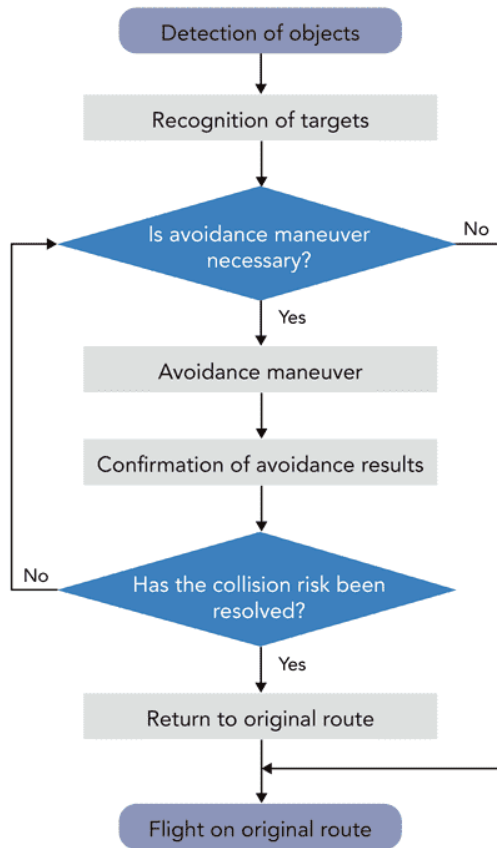 Detection of objects
Recognition of targets
Is avoidance maneuver
necessary?
No
Yes
Avoidance maneuver
Confirmation of avoidance results
No
Has the collision risk been
resolved?
Yes
Return to original route
Flight on original route